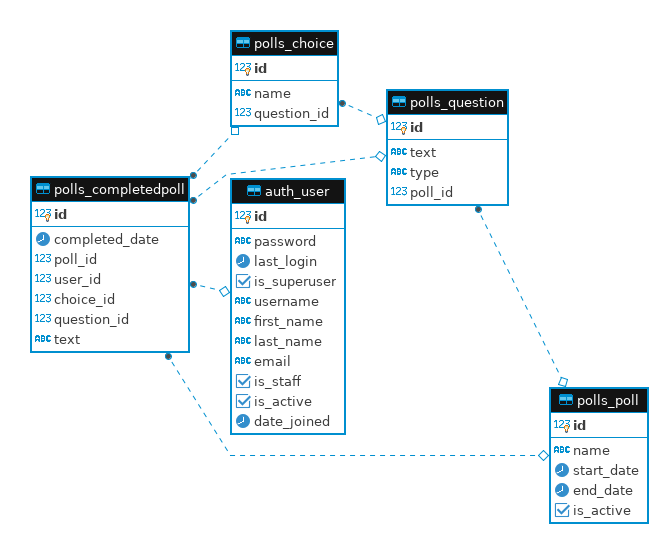 polls_choice
123 id
ABC name
123 question_id
polls_question
123 id
ABC text
ABC type
123 poll_id
polls_completedpoll
123 id
completed_date
123 poll_id
123 user_id
123 choice_id
123 question_id
ABC text
auth_user
123 id
ABC password
last_login
is_superuser
ABC username
ABC first_name
ABC last_name
ABC email
is_staff
is_active
date_joined
polls_poll
123 id
ABC name
start_date
end_date
is_active